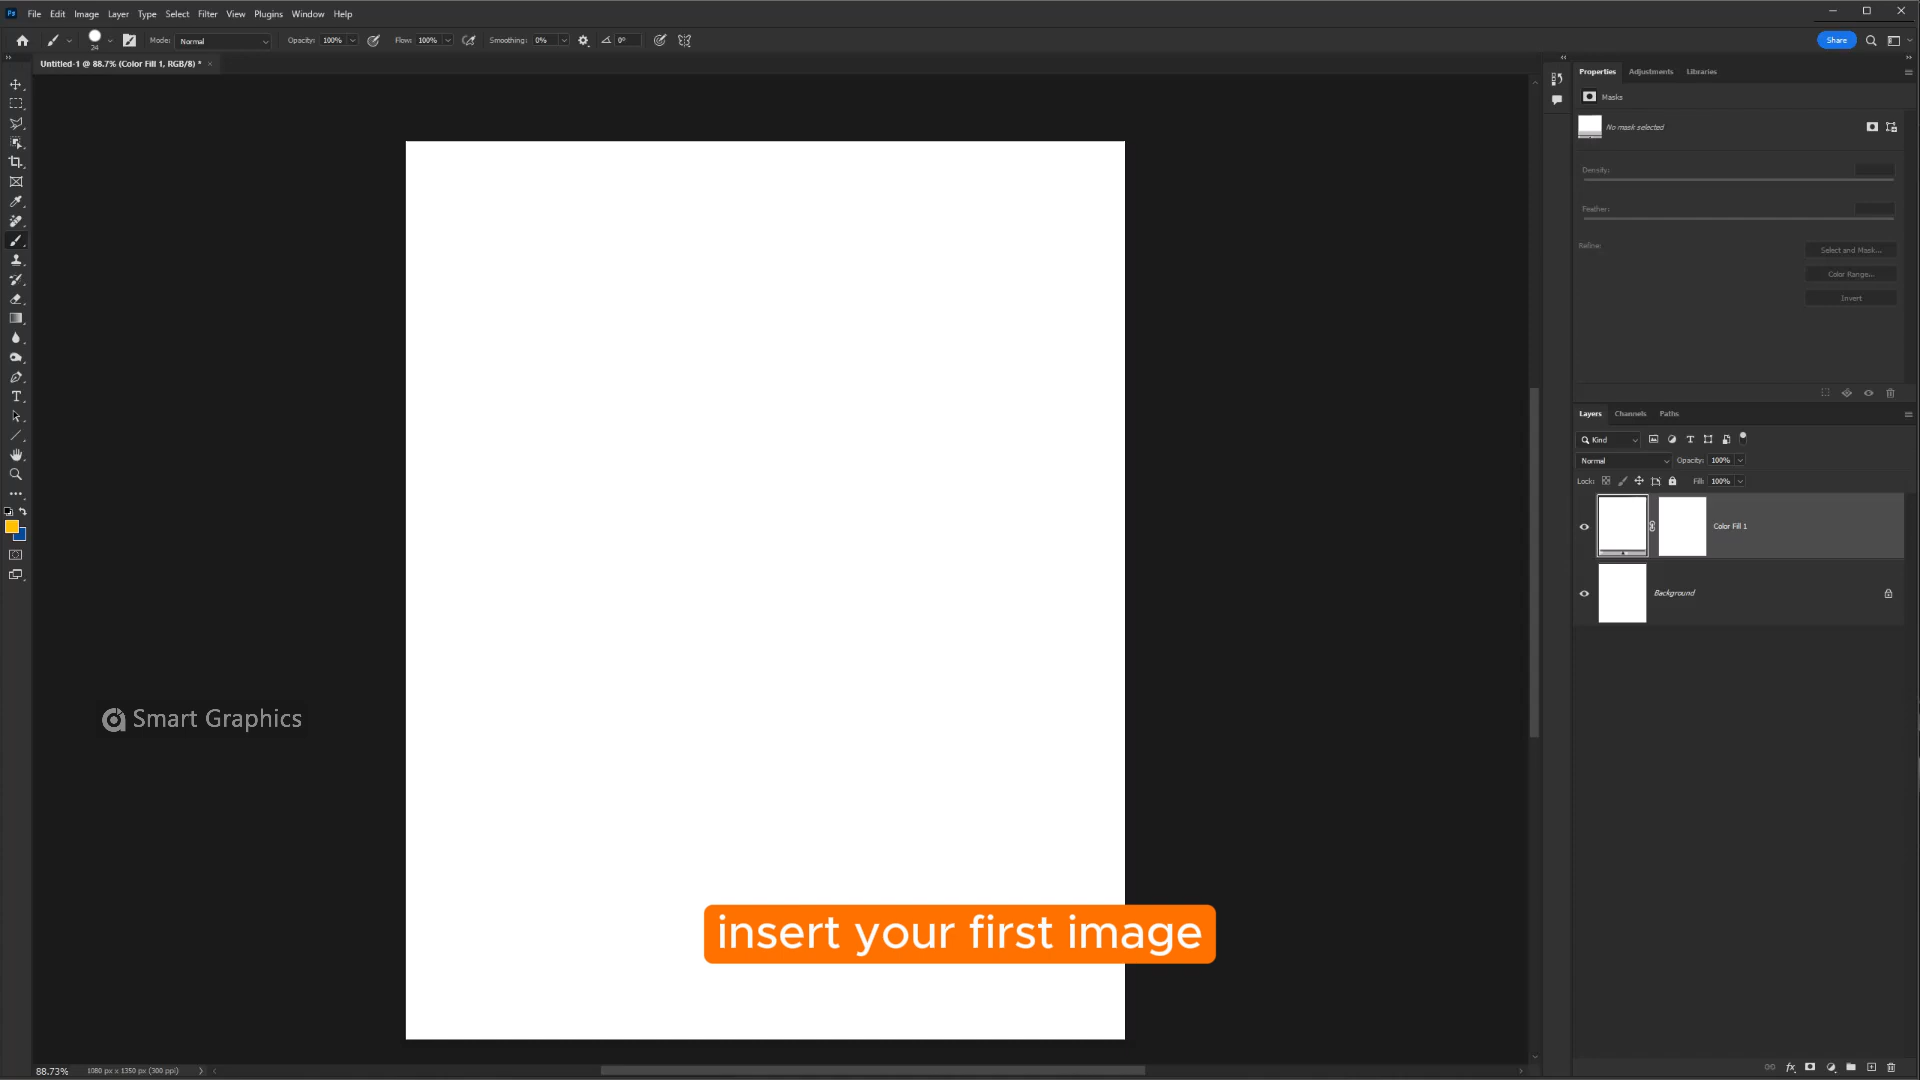 Ps File Edit Image Layer Type Select Filter View Plugins Window Help
24 Mode: Normal Opacity: 100% Flow: 100% Smoothing: 0% 0° Share
Untitled-1 @ 88.7% (Color Fill 1, RGB/8) * ×
Properties Adjustments Libraries
Masks
No mask selected
Density:
Feather:
Refine:
Select and Mask...
Color Range...
Invert
Layers Channels Paths
Kind
Normal Opacity: 100%
Lock: Fill: 100%
Color Fill 1
Background
Smart Graphics
insert your first image
88.73% 1080 px x 1350 px (300 ppi)
fx